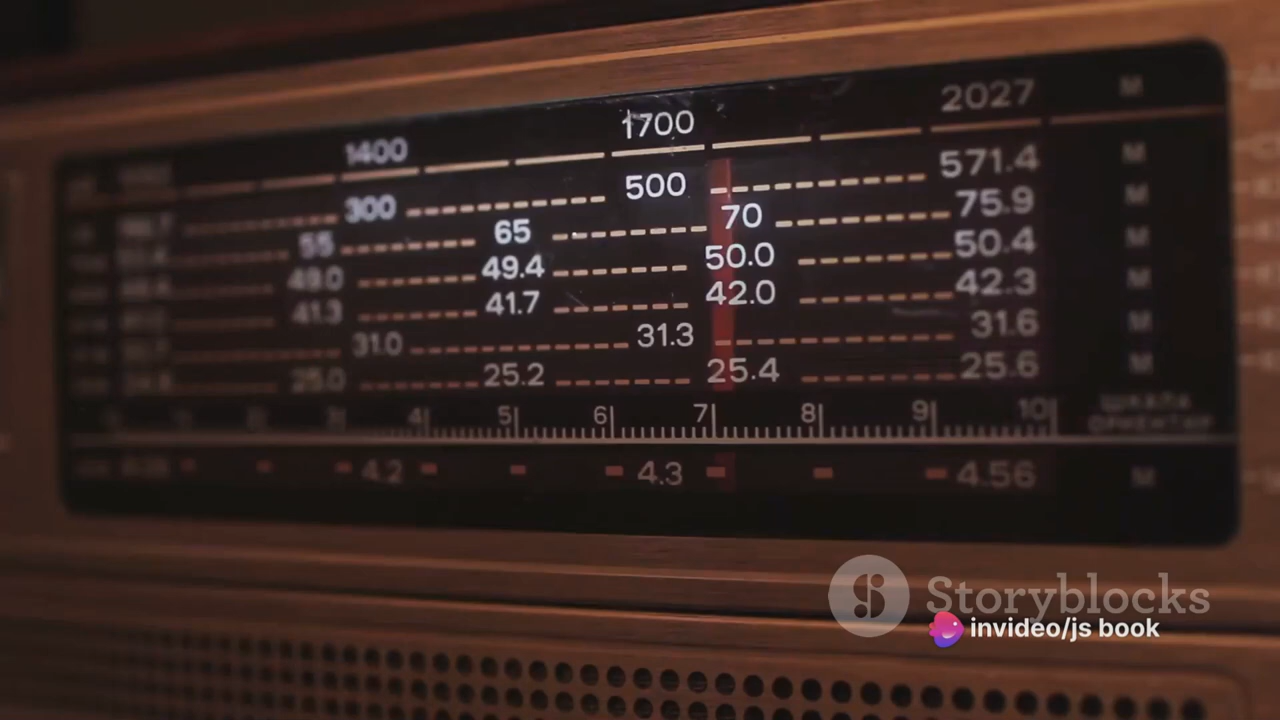 2027 M
1400 1700
300 500 571.4 M
55 65 70 75.9 M
49.0 49.4 50.0 50.4 M
41.3 41.7 42.0 42.3 M
31.0 31.3 31.6 M
25.0 25.2 25.4 25.6 M
4 5 6 7 8 9 10 ШКАЛА
ОРИЕНТИР
4.2 4.3 4.56 M
Storyblocks
invideo/js book